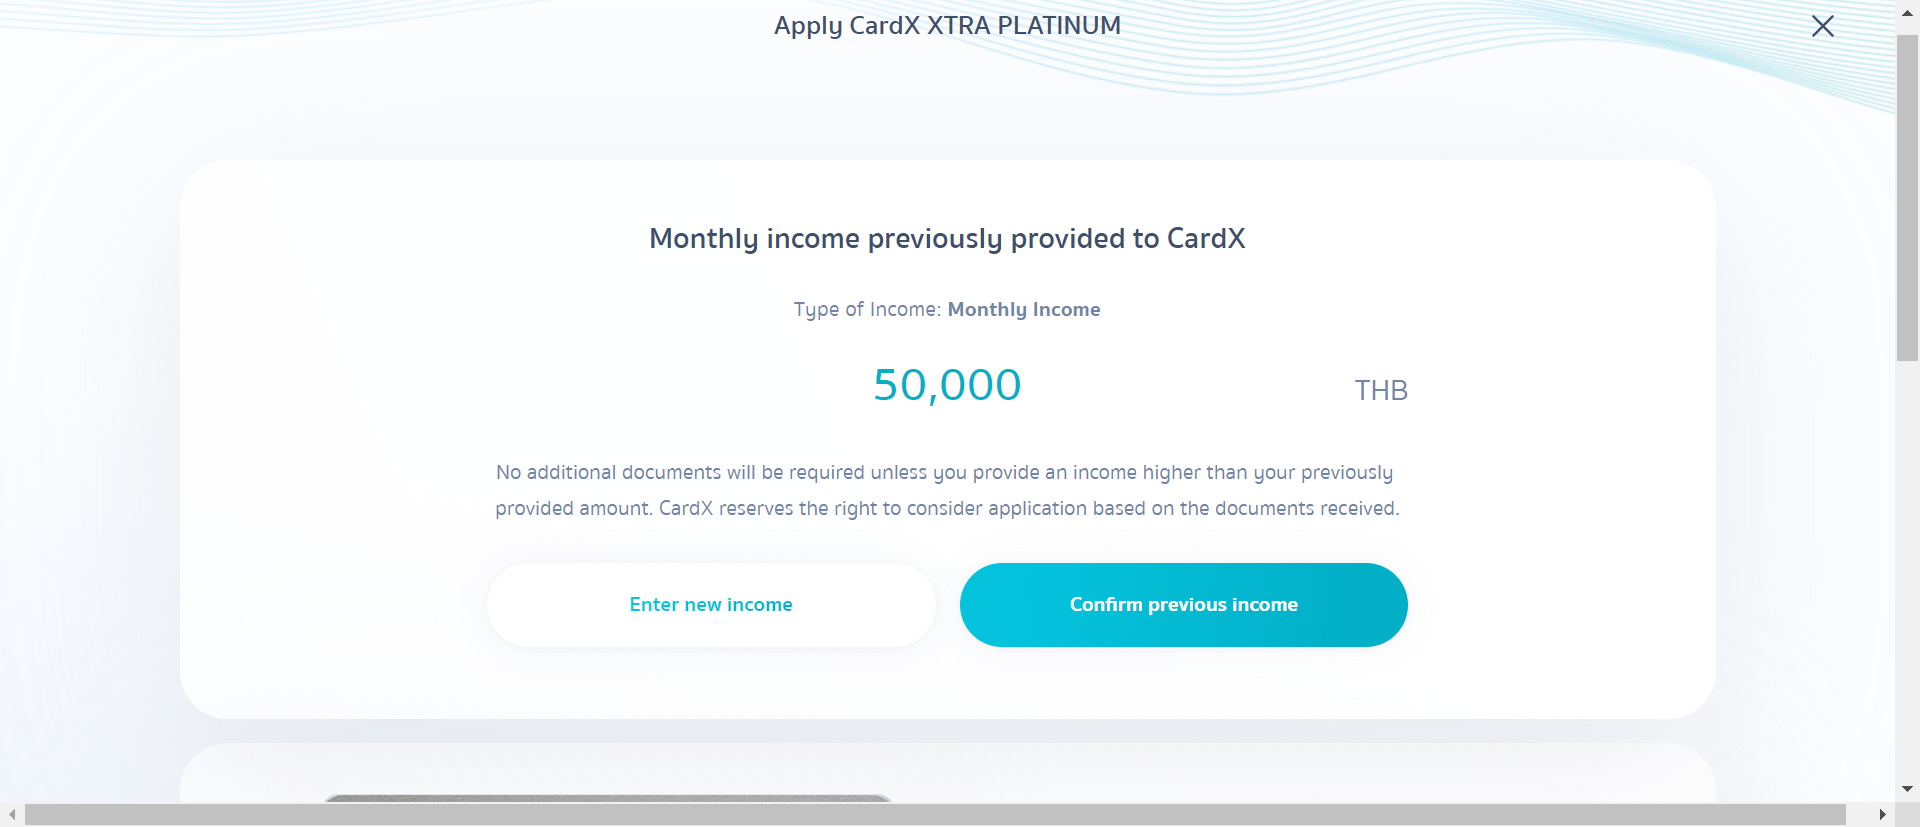 Apply CardX XTRA PLATINUM
Monthly income previously provided to CardX
Type of Income: Monthly Income
50,000 THB
No additional documents will be required unless you provide an income higher than your previously
provided amount. CardX reserves the right to consider application based on the documents received.
Enter new income
Confirm previous income